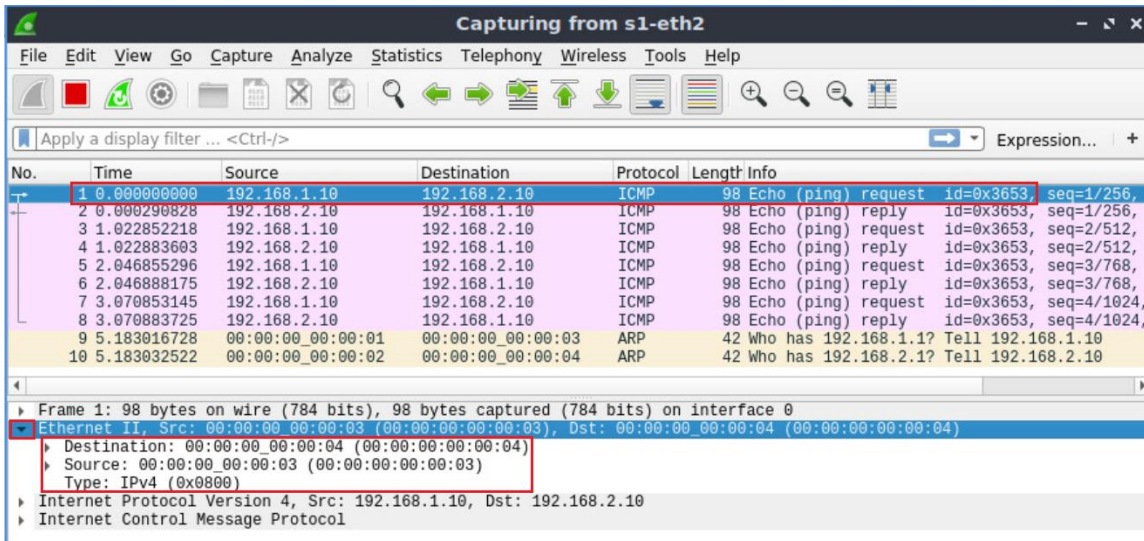 Capturing from s1-eth2
File Edit View Go Capture Analyze Statistics Telephony Wireless Tools Help
Apply a display filter ... <Ctrl-/> Expression... +
No. Time Source Destination Protocol Length Info
1 0.000000000 192.168.1.10 192.168.2.10 ICMP 98 Echo (ping) request id=0x3653, seq=1/256,
2 0.000290828 192.168.2.10 192.168.1.10 ICMP 98 Echo (ping) reply id=0x3653, seq=1/256,
3 1.022852218 192.168.1.10 192.168.2.10 ICMP 98 Echo (ping) request id=0x3653, seq=2/512,
4 1.022883603 192.168.2.10 192.168.1.10 ICMP 98 Echo (ping) reply id=0x3653, seq=2/512,
5 2.046855296 192.168.1.10 192.168.2.10 ICMP 98 Echo (ping) request id=0x3653, seq=3/768,
6 2.046888175 192.168.2.10 192.168.1.10 ICMP 98 Echo (ping) reply id=0x3653, seq=3/768,
7 3.070853145 192.168.1.10 192.168.2.10 ICMP 98 Echo (ping) request id=0x3653, seq=4/1024,
8 3.070883725 192.168.2.10 192.168.1.10 ICMP 98 Echo (ping) reply id=0x3653, seq=4/1024,
9 5.183016728 00:00:00_00:00:01 00:00:00_00:00:03 ARP 42 Who has 192.168.1.1? Tell 192.168.1.10
10 5.183032522 00:00:00_00:00:02 00:00:00_00:00:04 ARP 42 Who has 192.168.2.1? Tell 192.168.2.10
Frame 1: 98 bytes on wire (784 bits), 98 bytes captured (784 bits) on interface 0
Ethernet II, Src: 00:00:00_00:00:03 (00:00:00:00:00:03), Dst: 00:00:00_00:00:04 (00:00:00:00:00:04)
Destination: 00:00:00_00:00:04 (00:00:00:00:00:04)
Source: 00:00:00_00:00:03 (00:00:00:00:00:03)
Type: IPv4 (0x0800)
Internet Protocol Version 4, Src: 192.168.1.10, Dst: 192.168.2.10
Internet Control Message Protocol